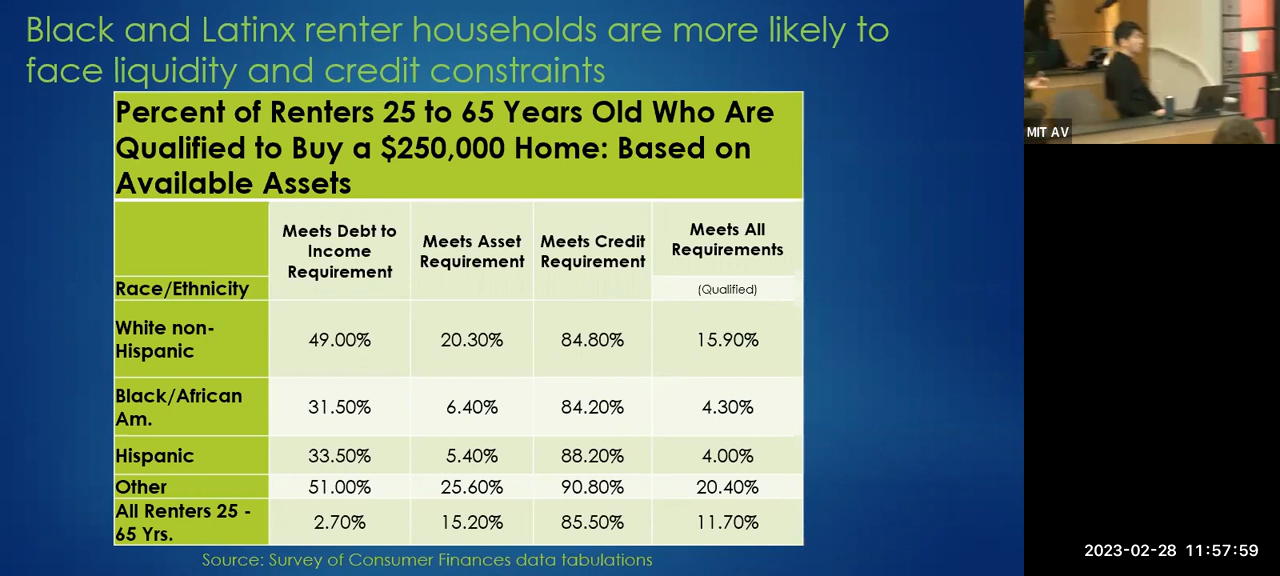 Black and Latinx renter households are more likely to
face liquidity and credit constraints
Percent of Renters 25 to 65 Years Old Who Are
Qualified to Buy a $250,000 Home: Based on
Available Assets
Race/Ethnicity
Meets Debt to
Income
Requirement
Meets Asset
Requirement
Meets Credit
Requirement
Meets All
Requirements
(Qualified)
White non-
Hispanic
49.00%
20.30%
84.80%
15.90%
Black/African
Am.
31.50%
6.40%
84.20%
4.30%
Hispanic
33.50%
5.40%
88.20%
4.00%
Other
51.00%
25.60%
90.80%
20.40%
All Renters 25 -
65 Yrs.
2.70%
15.20%
85.50%
11.70%
Source: Survey of Consumer Finances data tabulations
MIT AV
2023-02-28 11:57:59